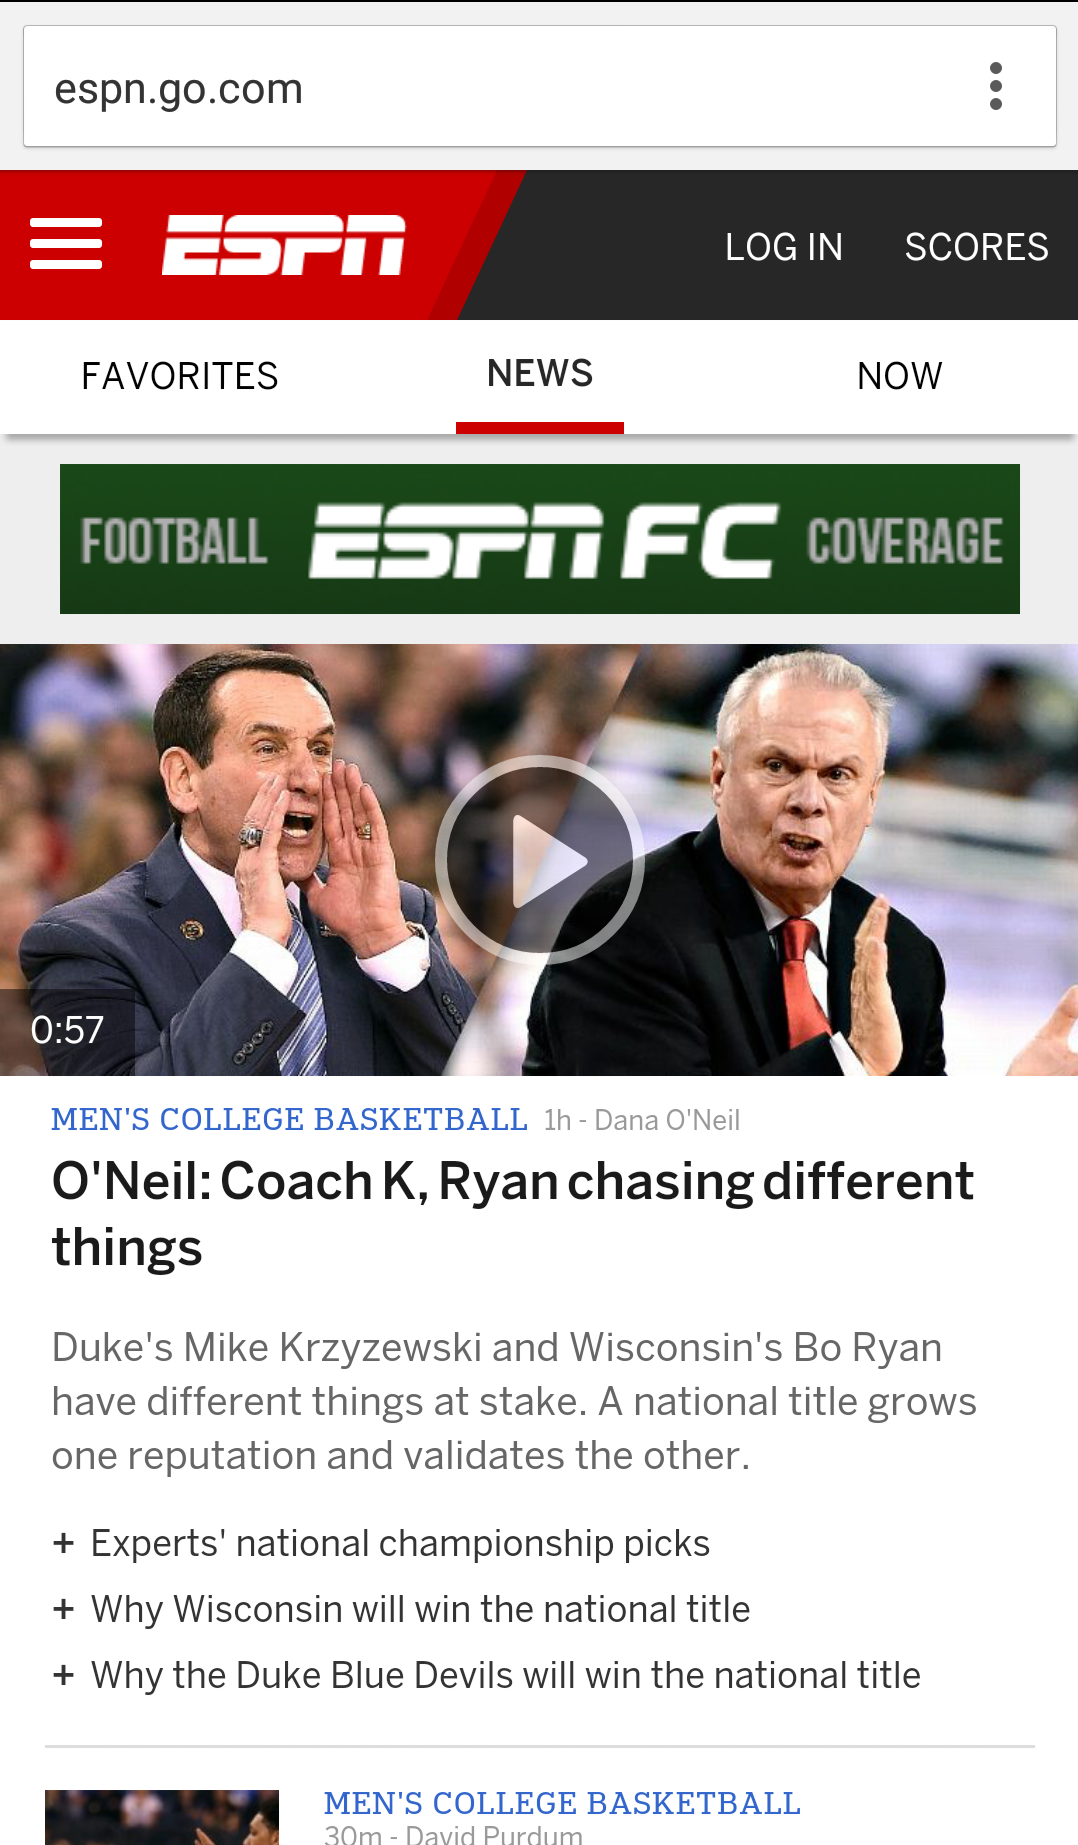 espn.go.com
ESPN
LOG IN SCORES
FAVORITES NEWS NOW
FOOTBALL ESPN FC COVERAGE
0:57
MEN'S COLLEGE BASKETBALL 1h - Dana O'Neil
O'Neil: Coach K, Ryan chasing different
things
Duke's Mike Krzyzewski and Wisconsin's Bo Ryan
have different things at stake. A national title grows
one reputation and validates the other.
+ Experts' national championship picks
+ Why Wisconsin will win the national title
+ Why the Duke Blue Devils will win the national title
MEN'S COLLEGE BASKETBALL
30m - David Purdum